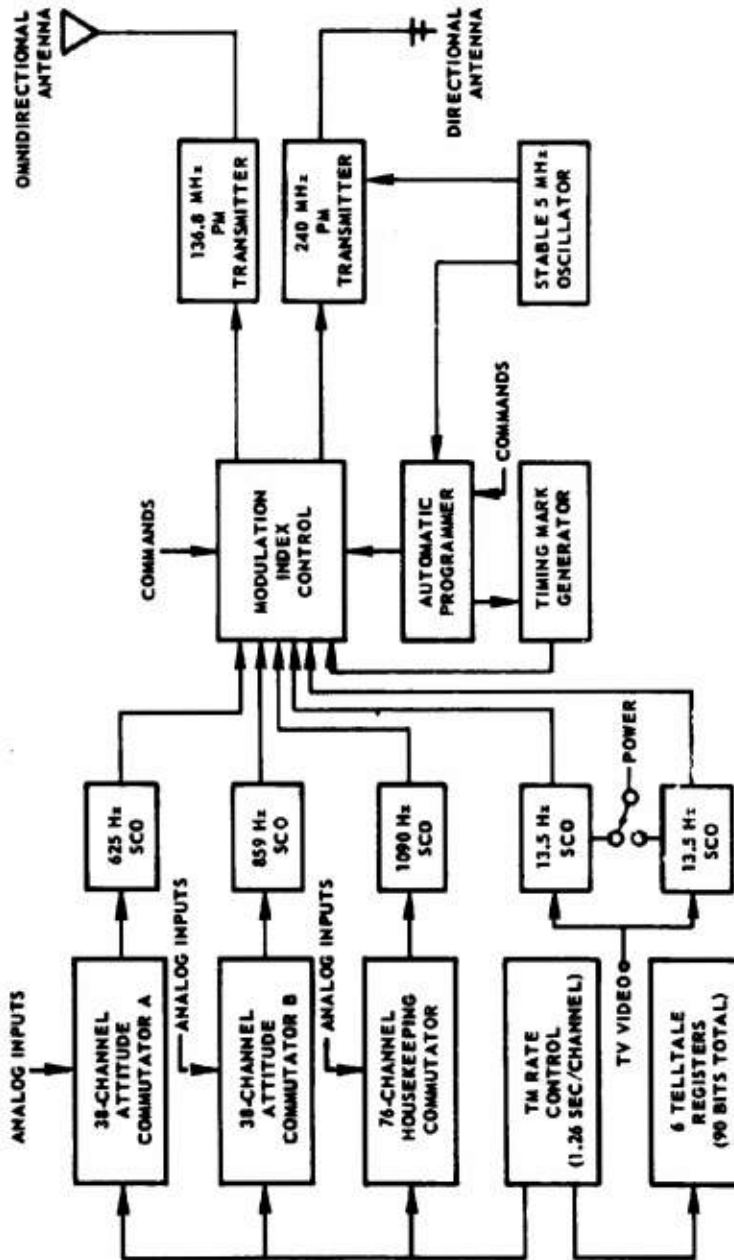 ANALOG INPUTS
38-CHANNEL
ATTITUDE
COMMUTATOR A
625 Hz
SCO
ANALOG INPUTS
38-CHANNEL
ATTITUDE
COMMUTATOR B
859 Hz
SCO
ANALOG INPUTS
76-CHANNEL
HOUSEKEEPING
COMMUTATOR
1090 Hz
SCO
TM RATE
CONTROL
(1.26 SEC/CHANNEL)
13.5 Hz
SCO
POWER
TV VIDEO
6 TELLTALE
REGISTERS
(90 BITS TOTAL)
13.5 Hz
SCO
COMMANDS
MODULATION
INDEX
CONTROL
AUTOMATIC
PROGRAMMER
COMMANDS
TIMING MARK
GENERATOR
OMNIDIRECTIONAL
ANTENNA
136.8 MHz
PM
TRANSMITTER
240 MHz
PM
TRANSMITTER
DIRECTIONAL
ANTENNA
STABLE 5 MHz
OSCILLATOR